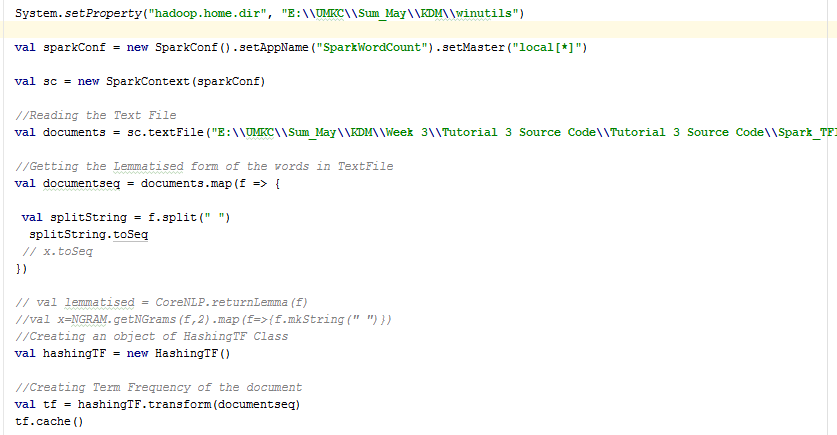 System.setProperty("hadoop.home.dir", "E:\\UMKC\\Sum_May\\KDM\\winutils")
val sparkConf = new SparkConf().setAppName("SparkWordCount").setMaster("local[*]")
val sc = new SparkContext(sparkConf)
//Reading the Text File
val documents = sc.textFile("E:\\UMKC\\Sum_May\\KDM\\Week 3\\Tutorial 3 Source Code\\Tutorial 3 Source Code\\Spark_TF
//Getting the Lemmatised form of the words in TextFile
val documentseq = documents.map(f => {
val splitString = f.split(" ")
splitString.toSeq
// x.toSeq
})
// val lemmatised = CoreNLP.returnLemma(f)
//val x=NGRAM.getNGrams(f,2).map(f=>{f.mkString(" ")})
//Creating an object of HashingTF Class
val hashingTF = new HashingTF()
//Creating Term Frequency of the document
val tf = hashingTF.transform(documentseq)
tf.cache()